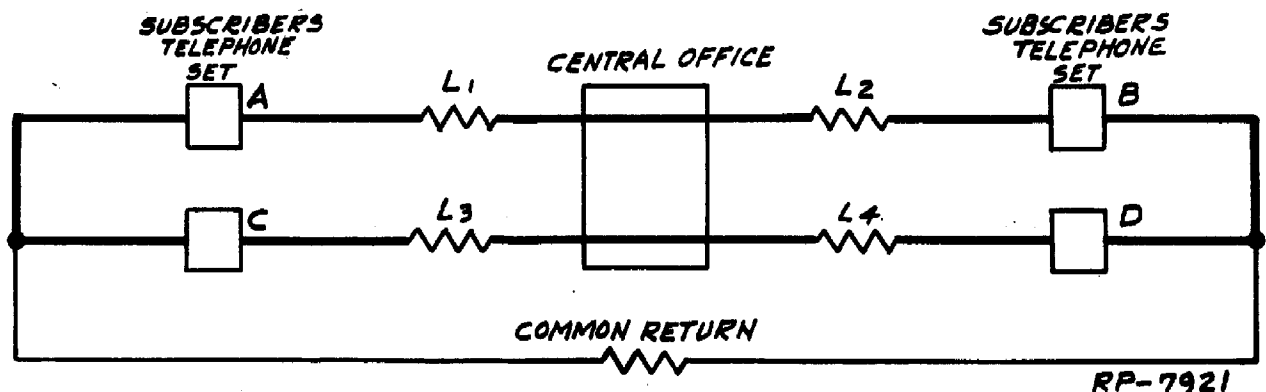 SUBSCRIBERS
TELEPHONE
SET
A
L1
CENTRAL OFFICE
L2
SUBSCRIBERS
TELEPHONE
SET
B
C
L3
L4
D
COMMON RETURN
RP-7921